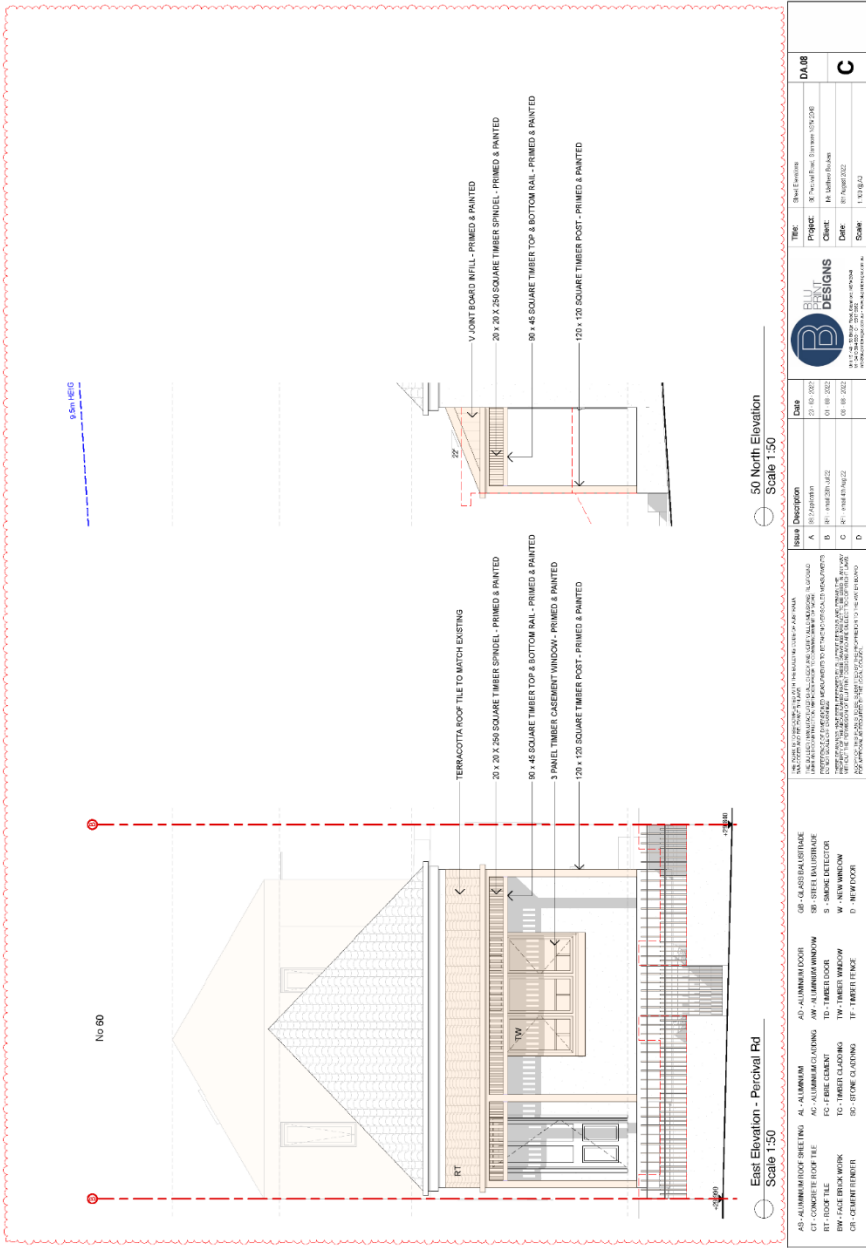 No 60
B
B
9.5m HEIG
TERRACOTTA ROOF TILE TO MATCH EXISTING
20 x 20 X 250 SQUARE TIMBER SPINDEL - PRIMED & PAINTED
90 x 45 SQUARE TIMBER TOP & BOTTOM RAIL - PRIMED & PAINTED
3 PANEL TIMBER CASEMENT WINDOW - PRIMED & PAINTED
120 x 120 SQUARE TIMBER POST - PRIMED & PAINTED
RT
TW
East Elevation - Percival Rd
Scale 1:50
22°
V JOINT BOARD INFILL - PRIMED & PAINTED
20 x 20 X 250 SQUARE TIMBER SPINDEL - PRIMED & PAINTED
90 x 45 SQUARE TIMBER TOP & BOTTOM RAIL - PRIMED & PAINTED
120 x 120 SQUARE TIMBER POST - PRIMED & PAINTED
50 North Elevation
Scale 1:50
AS - ALUMINIUM ROOF SHEETING
CT - CONCRETE ROOF TILE
RT - ROOF TILE
BW - FACE BRICK WORK
CR - CEMENT RENDER
AL - ALUMINIUM
AC - ALUMINIUM CLADDING
FC - FIBRE CEMENT
TC - TIMBER CLADDING
SC - STONE CLADDING
AD - ALUMINIUM DOOR
AW - ALUMINIUM WINDOW
TD - TIMBER DOOR
TW - TIMBER WINDOW
TF - TIMBER FENCE
GB - GLASS BALUSTRADE
SB - STEEL BALUSTRADE
S - SMOKE DETECTOR
W - NEW WINDOW
D - NEW DOOR
Issue Description Date
A
B
C
D
BLU
PRINT
DESIGNS
Title: Street Elevations
Project:
Client:
Date:
Scale:
DA.08
C